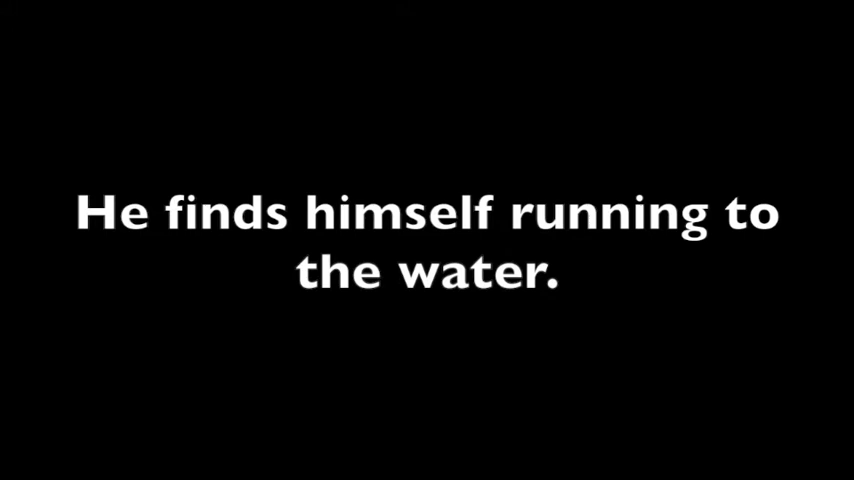 He finds himself running to
the water.